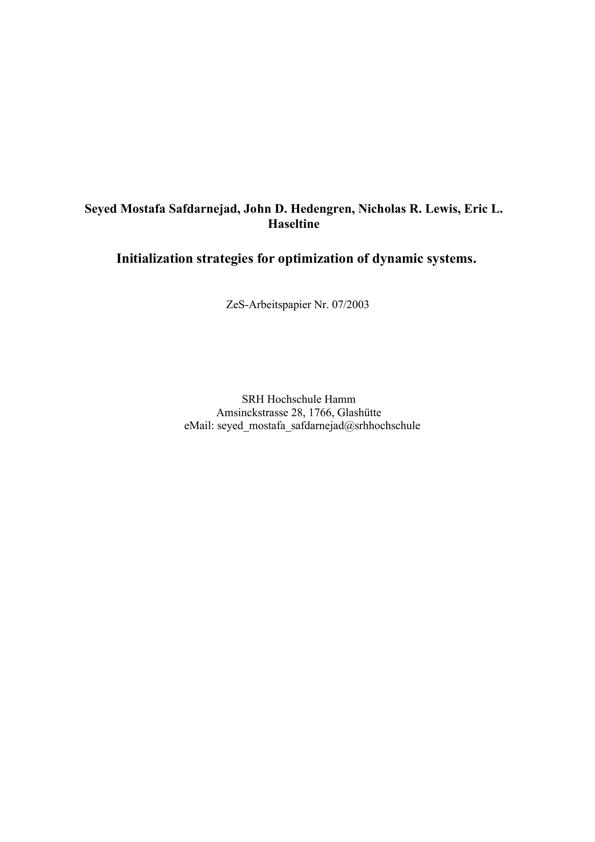 Seyed Mostafa Safdarnejad, John D. Hedengren, Nicholas R. Lewis, Eric L.
Haseltine
Initialization strategies for optimization of dynamic systems.
ZeS-Arbeitspapier Nr. 07/2003
SRH Hochschule Hamm
Amsinckstrasse 28, 1766, Glashütte
eMail: seyed_mostafa_safdarnejad@srhhochschule